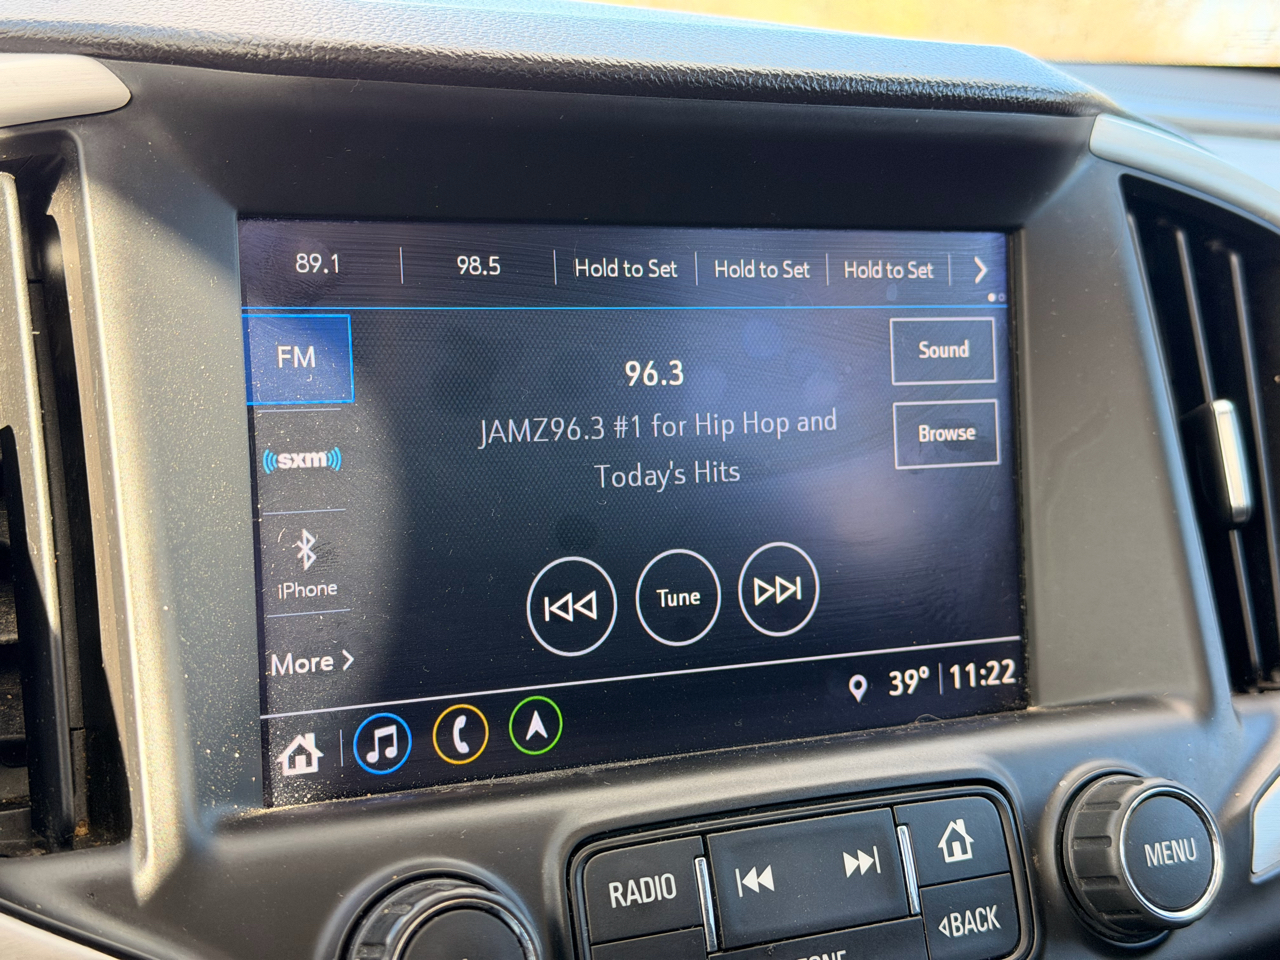 89.1 98.5 Hold to Set Hold to Set Hold to Set
FM
96.3
Sound
JAMZ96.3 #1 for Hip Hop and
Browse
sxm
Today's Hits
iPhone
Tune
More
39° 11:22
RADIO
MENU
BACK